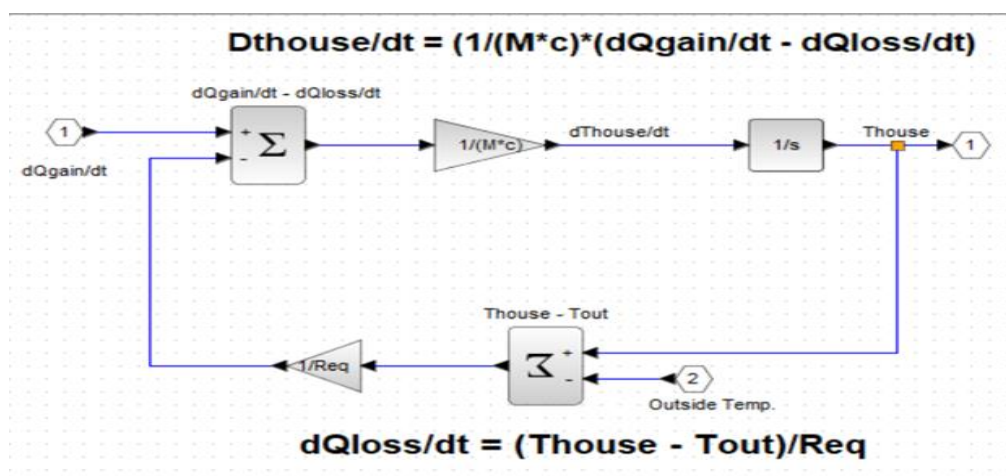 Dthouse/dt = (1/(M*c)*(dQgain/dt - dQloss/dt)
dQgain/dt - dQloss/dt
1
+
-
Σ
1/(M*c)
dThouse/dt
1/s
Thouse
1
dQgain/dt
Thouse - Tout
1/Req
Σ
+
-
2
Outside Temp.
dQloss/dt = (Thouse - Tout)/Req